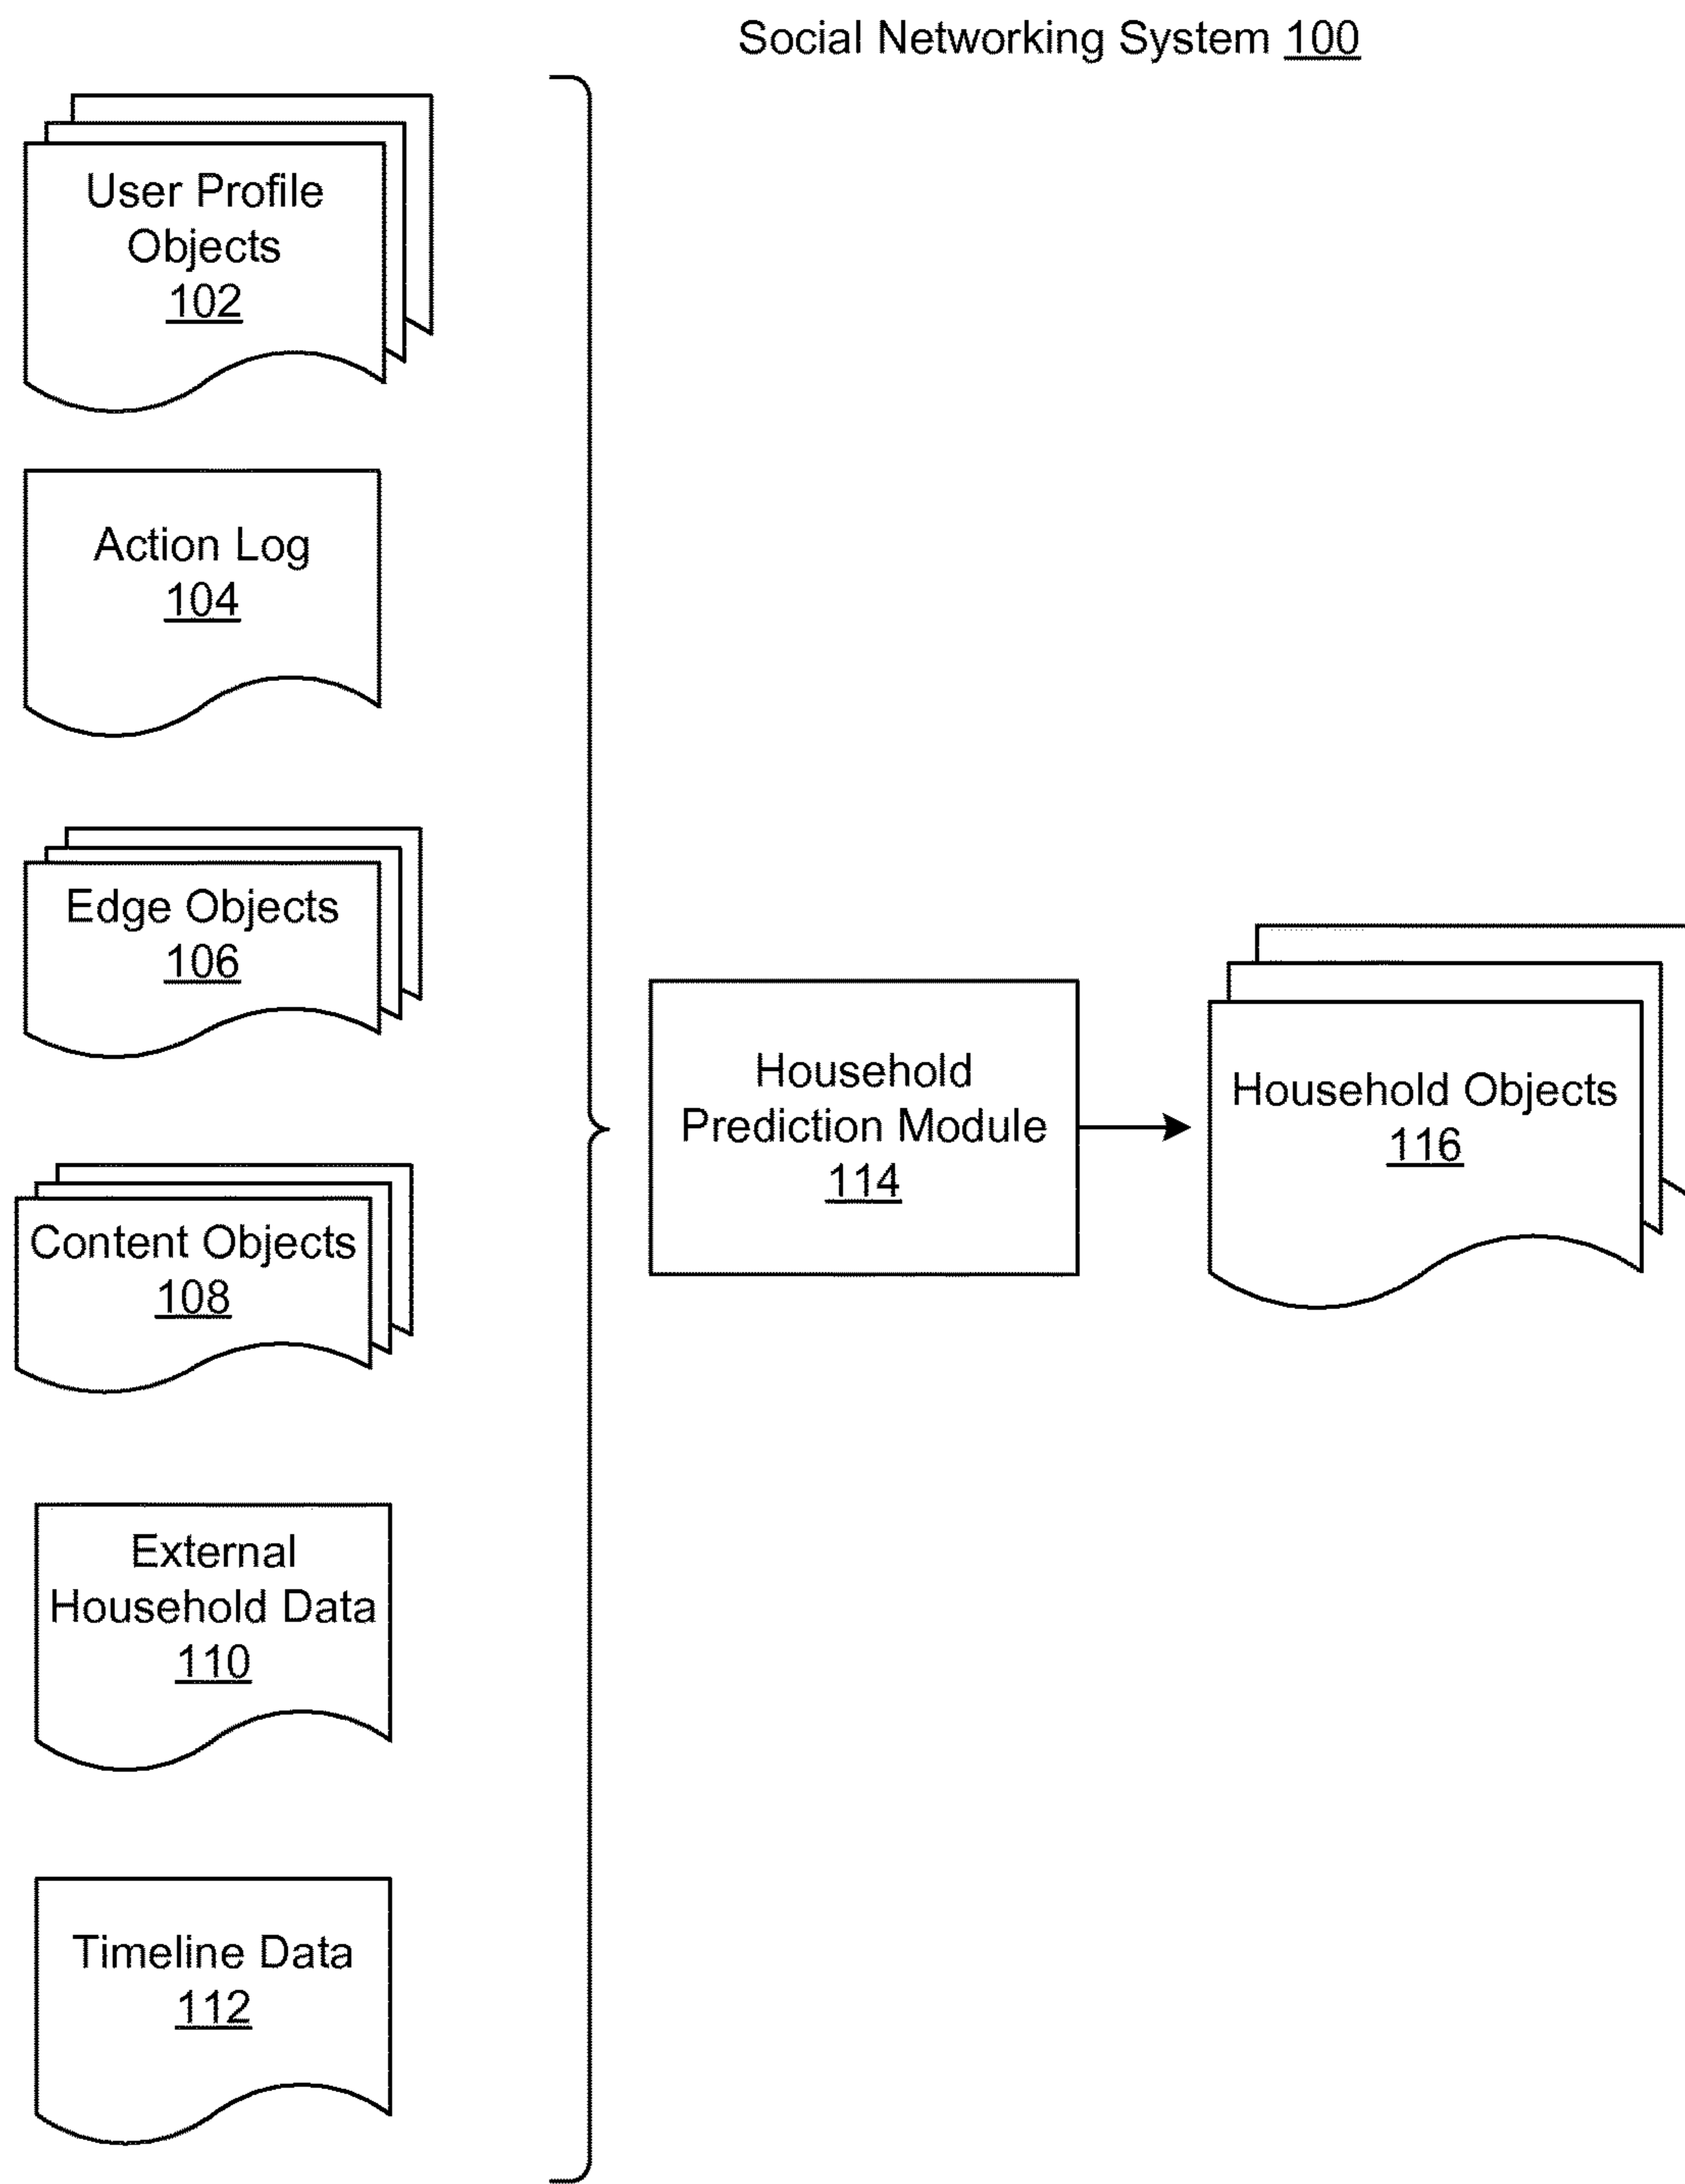 Social Networking System 100
User Profile
Objects
102
Action Log
104
Edge Objects
106
Content Objects
108
External
Household Data
110
Timeline Data
112
Household
Prediction Module
114
Household Objects
116